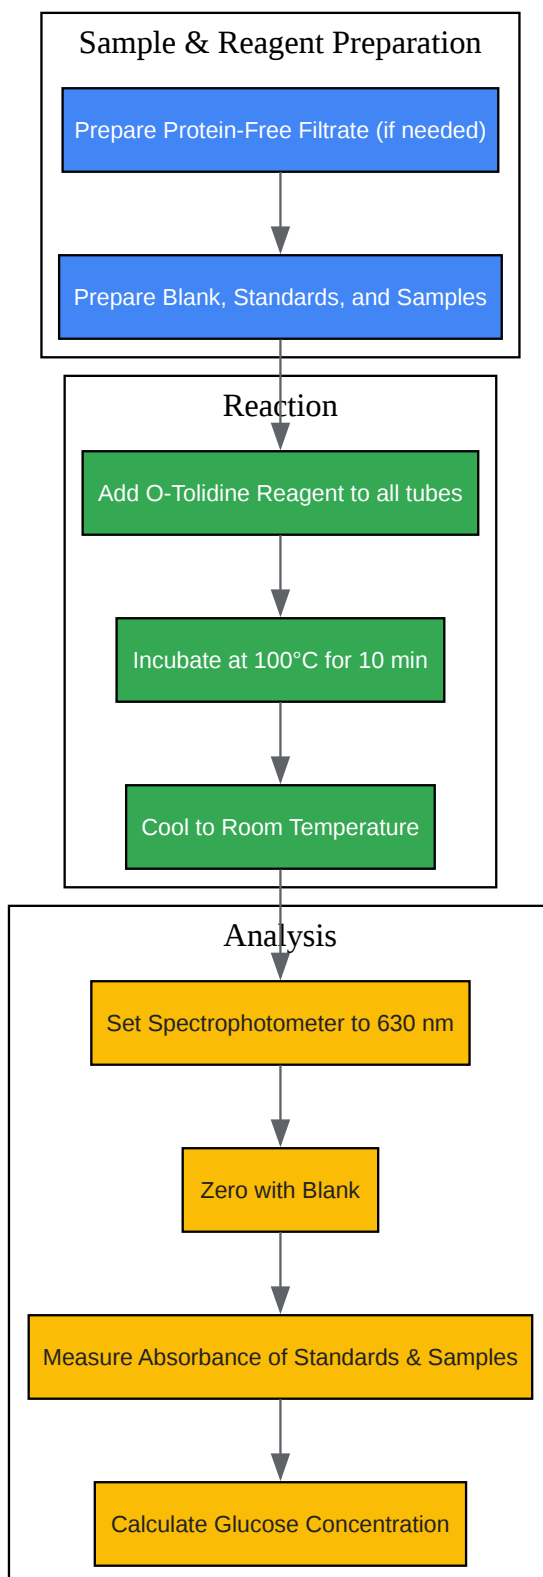 Sample & Reagent Preparation
Prepare Protein-Free Filtrate (if needed)
Prepare Blank, Standards, and Samples
Reaction
Add O-Tolidine Reagent to all tubes
Incubate at 100°C for 10 min
Cool to Room Temperature
Analysis
Set Spectrophotometer to 630 nm
Zero with Blank
Measure Absorbance of Standards & Samples
Calculate Glucose Concentration